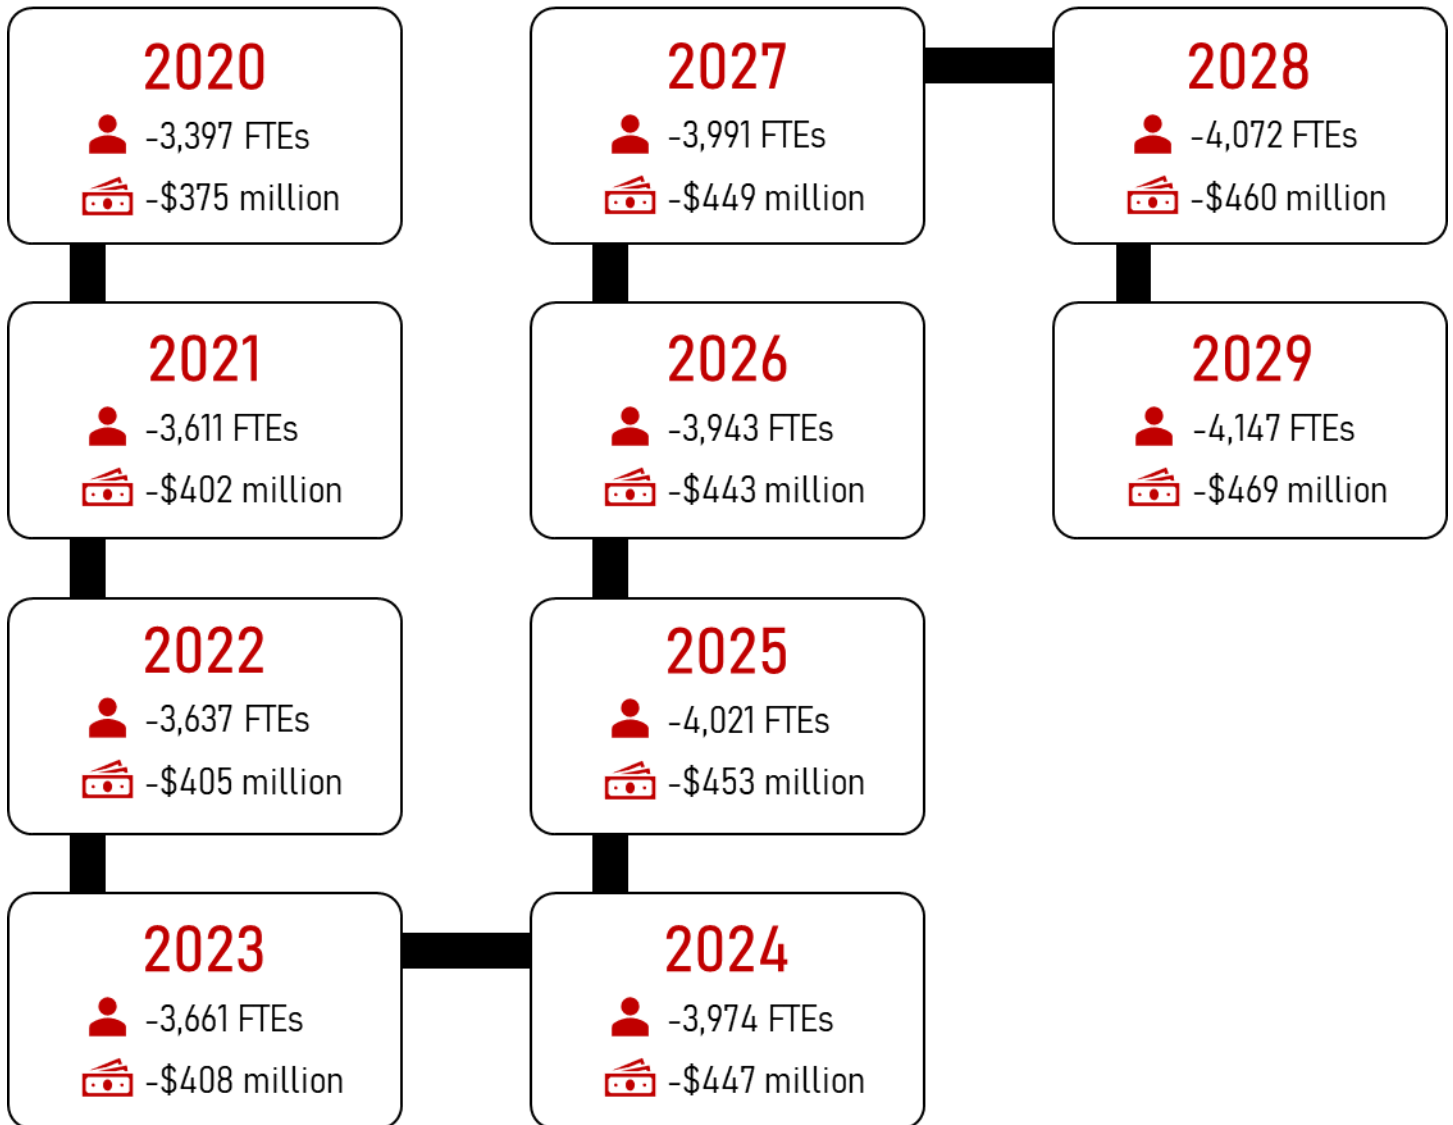 2020
-3,397 FTEs
-$375 million
2021
-3,611 FTEs
-$402 million
2022
-3,637 FTEs
-$405 million
2023
-3,661 FTEs
-$408 million
2024
-3,974 FTEs
-$447 million
2025
-4,021 FTEs
-$453 million
2026
-3,943 FTEs
-$443 million
2027
-3,991 FTEs
-$449 million
2028
-4,072 FTEs
-$460 million
2029
-4,147 FTEs
-$469 million